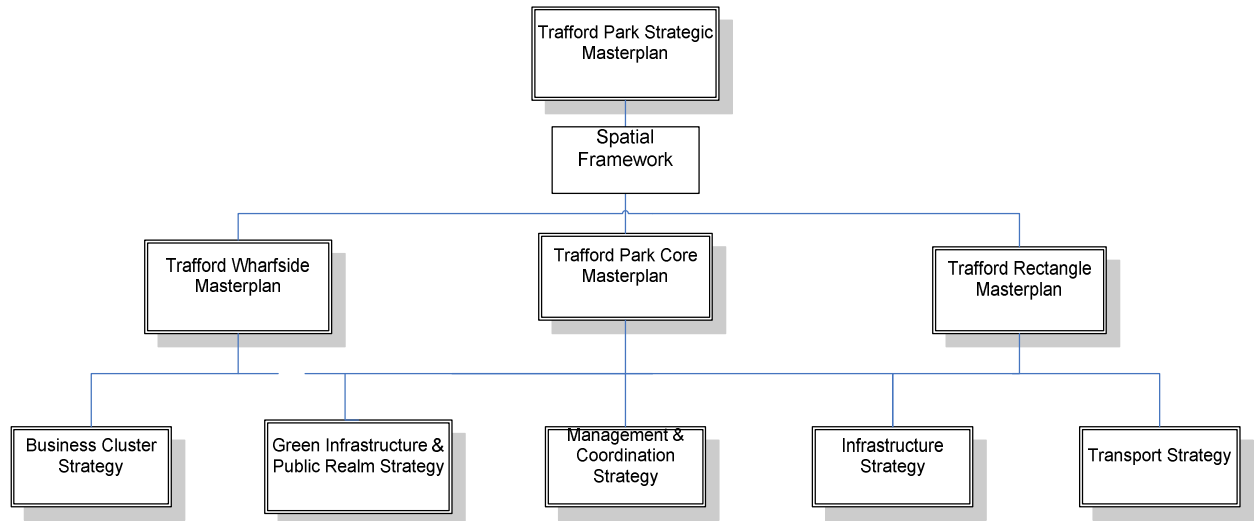 Trafford Park Strategic
Masterplan
Spatial
Framework
Trafford Wharfside
Masterplan
Trafford Park Core
Masterplan
Trafford Rectangle
Masterplan
Business Cluster
Strategy
Green Infrastructure &
Public Realm Strategy
Management &
Coordination
Strategy
Infrastructure
Strategy
Transport Strategy